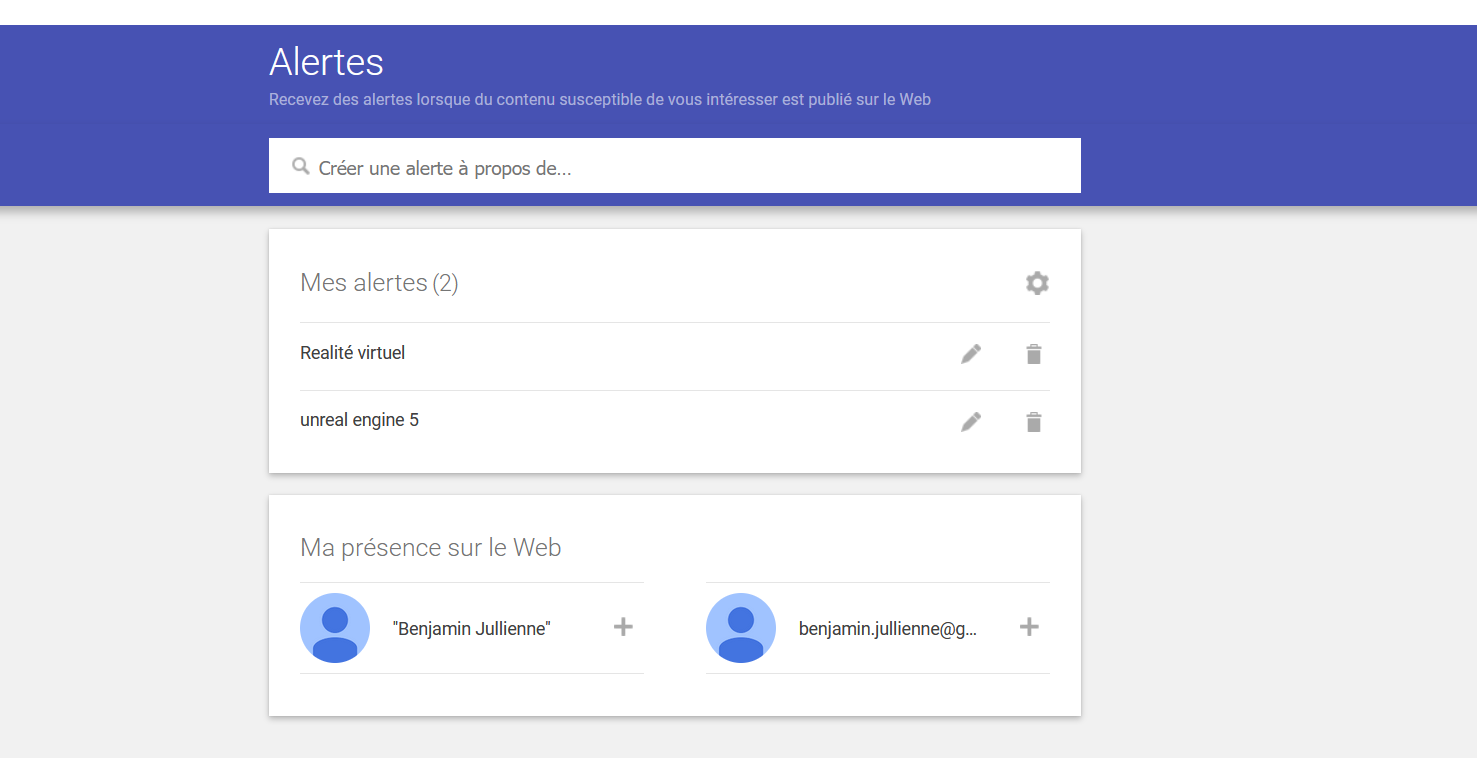 Alertes
Recevez des alertes lorsque du contenu susceptible de vous intéresser est publié sur le Web
Créer une alerte à propos de...
Mes alertes (2)
Realité virtuel
unreal engine 5
Ma présence sur le Web
"Benjamin Jullienne"
benjamin.jullienne@g...